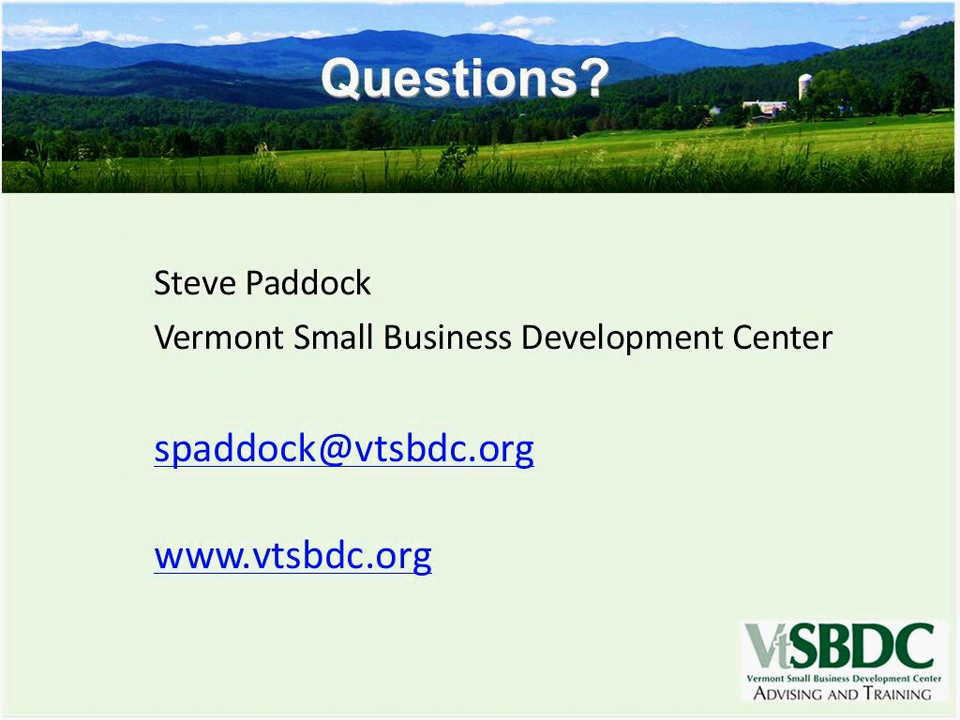 Questions?
Steve Paddock
Vermont Small Business Development Center
spaddock@vtsbdc.org
www.vtsbdc.org
VtSBDC
Vermont Small Business Development Center
ADVISING AND TRAINING